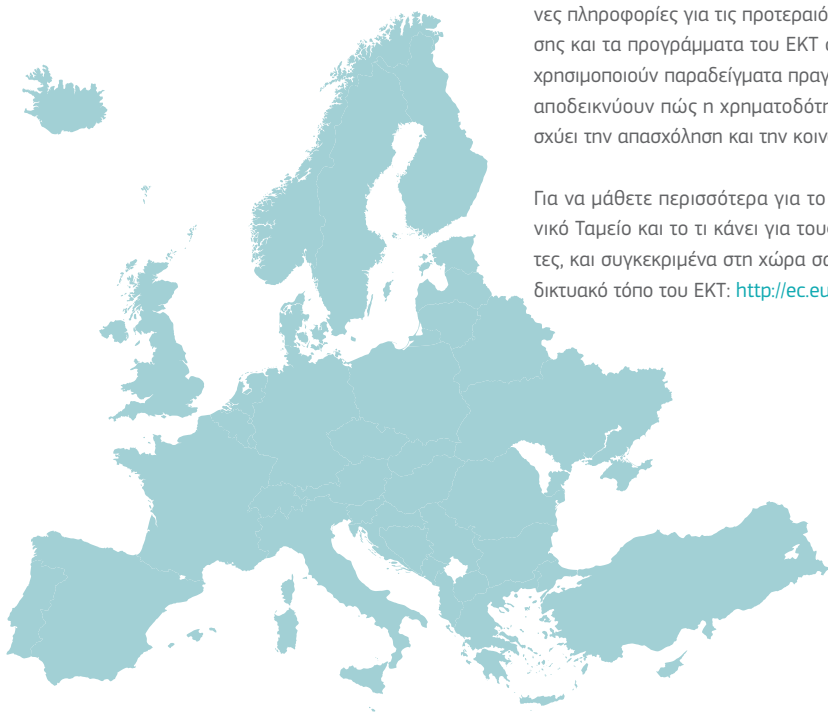 νες πληροφορίες για τις προτεραιό
σης και τα προγράμματα του ΕΚΤ
χρησιμοποιούν παραδείγματα πραγ
αποδεικνύουν πώς η χρηματοδότη
σχύει την απασχόληση και την κοιν
Για να μάθετε περισσότερα για το
νικό Ταμείο και το τι κάνει για τους
τες, και συγκεκριμένα στη χώρα σα
δικτυακό τόπο του ΕΚΤ: http://ec.eu